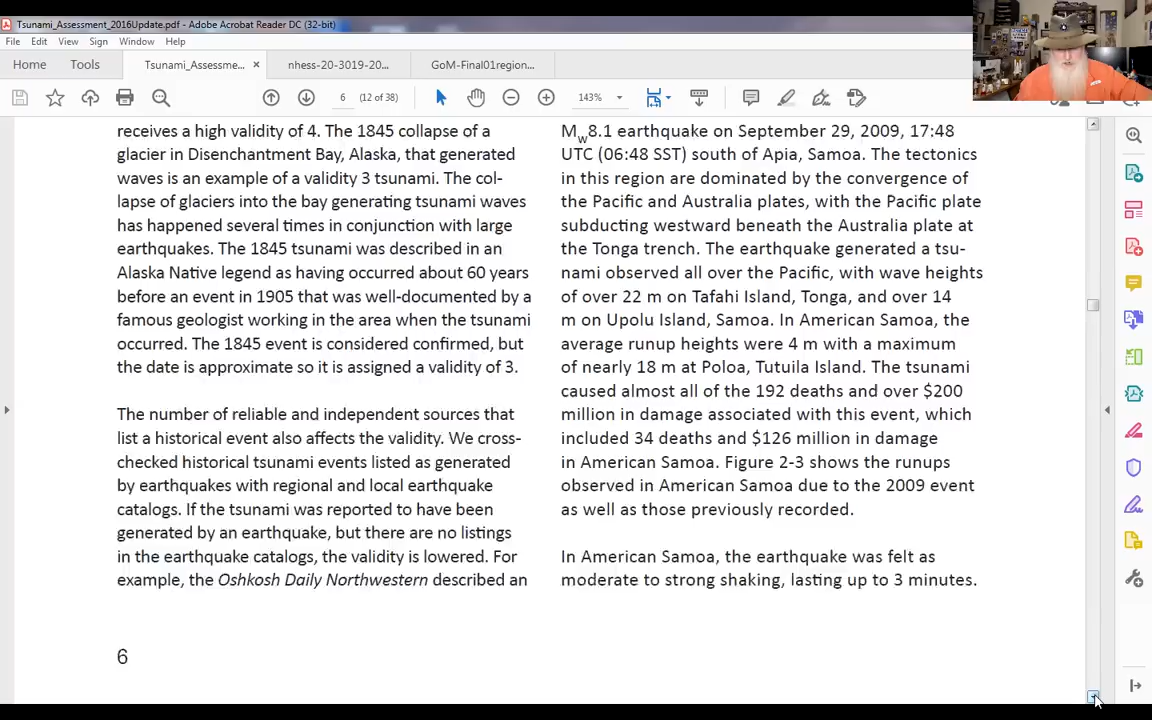 Tsunami_Assessment_2016Update.pdf - Adobe Acrobat Reader DC (32-bit)
File Edit View Sign Window Help
Home Tools Tsunami_Assessme... × nhess-20-3019-20... GoM-Final01region...
6 (12 of 38) 143%
receives a high validity of 4. The 1845 collapse of a
glacier in Disenchantment Bay, Alaska, that generated
waves is an example of a validity 3 tsunami. The col-
lapse of glaciers into the bay generating tsunami waves
has happened several times in conjunction with large
earthquakes. The 1845 tsunami was described in an
Alaska Native legend as having occurred about 60 years
before an event in 1905 that was well-documented by a
famous geologist working in the area when the tsunami
occurred. The 1845 event is considered confirmed, but
the date is approximate so it is assigned a validity of 3.
The number of reliable and independent sources that
list a historical event also affects the validity. We cross-
checked historical tsunami events listed as generated
by earthquakes with regional and local earthquake
catalogs. If the tsunami was reported to have been
generated by an earthquake, but there are no listings
in the earthquake catalogs, the validity is lowered. For
example, the Oshkosh Daily Northwestern described an
6
Mw8.1 earthquake on September 29, 2009, 17:48
UTC (06:48 SST) south of Apia, Samoa. The tectonics
in this region are dominated by the convergence of
the Pacific and Australia plates, with the Pacific plate
subducting westward beneath the Australia plate at
the Tonga trench. The earthquake generated a tsu-
nami observed all over the Pacific, with wave heights
of over 22 m on Tafahi Island, Tonga, and over 14
m on Upolu Island, Samoa. In American Samoa, the
average runup heights were 4 m with a maximum
of nearly 18 m at Poloa, Tutuila Island. The tsunami
caused almost all of the 192 deaths and over $200
million in damage associated with this event, which
included 34 deaths and $126 million in damage
in American Samoa. Figure 2-3 shows the runups
observed in American Samoa due to the 2009 event
as well as those previously recorded.
In American Samoa, the earthquake was felt as
moderate to strong shaking, lasting up to 3 minutes.